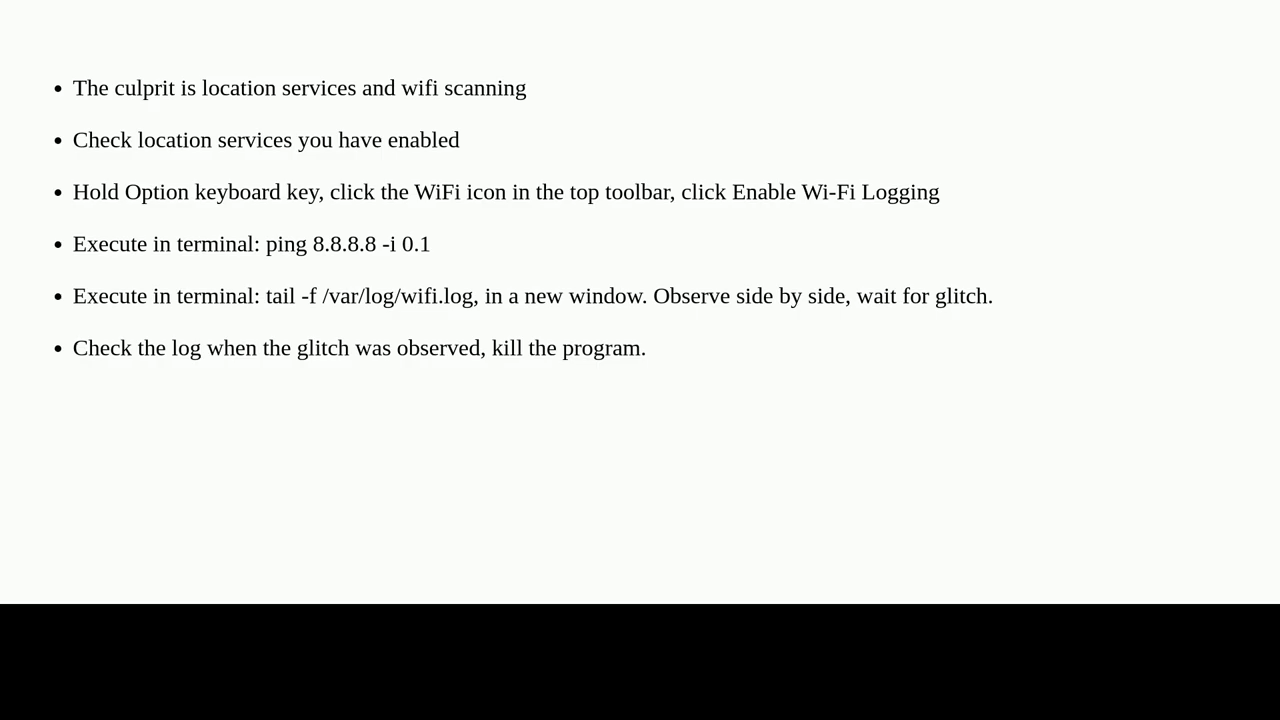 • The culprit is location services and wifi scanning
• Check location services you have enabled
• Hold Option keyboard key, click the WiFi icon in the top toolbar, click Enable Wi-Fi Logging
• Execute in terminal: ping 8.8.8.8 -i 0.1
• Execute in terminal: tail -f /var/log/wifi.log, in a new window. Observe side by side, wait for glitch.
• Check the log when the glitch was observed, kill the program.